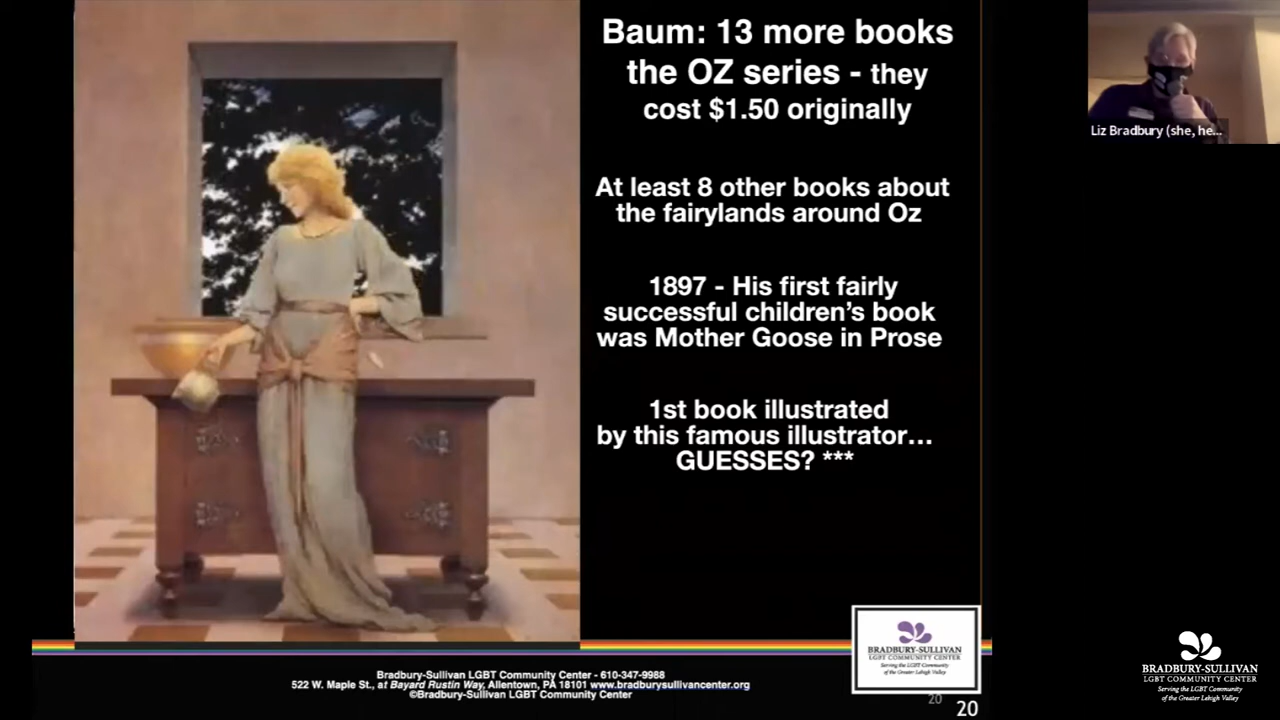 Baum: 13 more books
the OZ series - they
cost $1.50 originally
At least 8 other books about
the fairylands around Oz
1897 - His first fairly
successful children's book
was Mother Goose in Prose
1st book illustrated
by this famous illustrator...
GUESSES? ***
Liz Bradbury (she, he...
BRADBURY-SULLIVAN
LGBT COMMUNITY CENTER
Serving the LGBT Community
of the Greater Lehigh Valley
Bradbury-Sullivan LGBT Community Center - 610-347-9988
522 W. Maple St., at Bayard Rustin Way, Allentown, PA 18101 www.bradburysullivancenter.org
©Bradbury-Sullivan LGBT Community Center
20
20
BRADBURY-SULLIVAN
LGBT COMMUNITY CENTER
Serving the LGBT Community
of the Greater Lehigh Valley